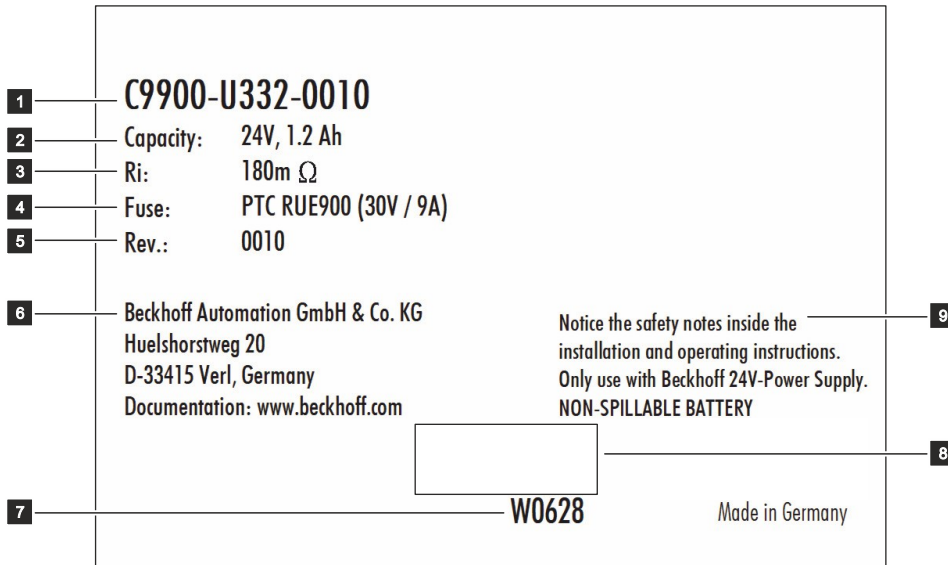 1 C9900-U332-0010
2 Capacity: 24V, 1.2 Ah
3 Ri: 180m Ω
4 Fuse: PTC RUE900 (30V / 9A)
5 Rev.: 0010
6 Beckhoff Automation GmbH & Co. KG
Huelshorstweg 20
D-33415 Verl, Germany
Documentation: www.beckhoff.com
Notice the safety notes inside the 9
installation and operating instructions.
Only use with Beckhoff 24V-Power Supply.
NON-SPILLABLE BATTERY
8
7 W0628
Made in Germany